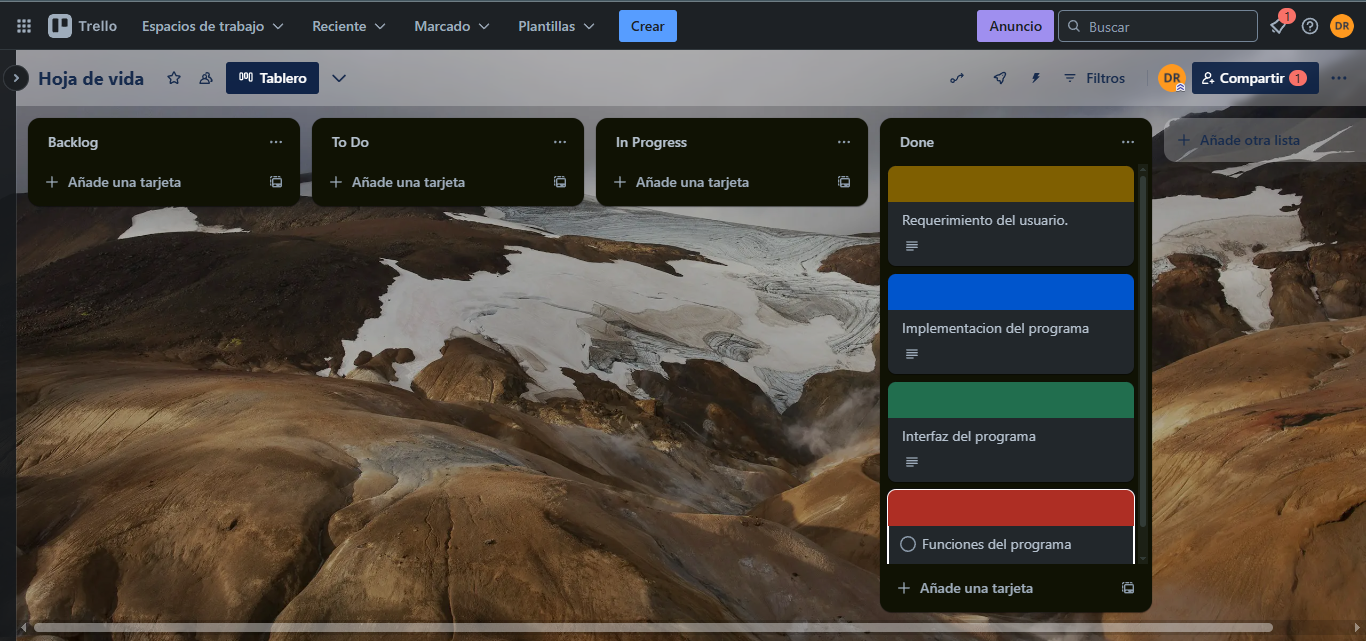 Trello
Espacios de trabajo
Reciente
Marcado
Plantillas
Crear
Anuncio
Buscar
1
DR
Hoja de vida
Tablero
Filtros
DR
Compartir 1
Backlog
Añade una tarjeta
To Do
Añade una tarjeta
In Progress
Añade una tarjeta
Done
Requerimiento del usuario.
Implementacion del programa
Interfaz del programa
Funciones del programa
Añade una tarjeta
Añade otra lista